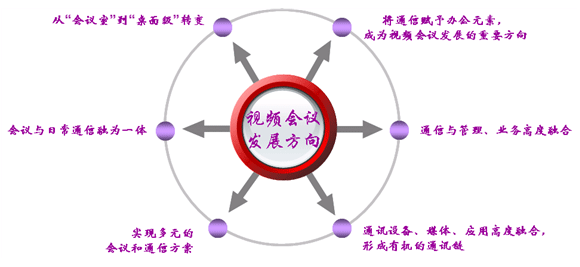 从“会议室”到“桌面级”转变
将通信赋予办公元素，
成为视频会议发展的重要方向
会议与日常通信融为一体
视频会议
发展方向
通信与管理、业务高度融合
实现多元的
会议和通信方案
通讯设备、媒体、应用高度融合，
形成有机的通讯链